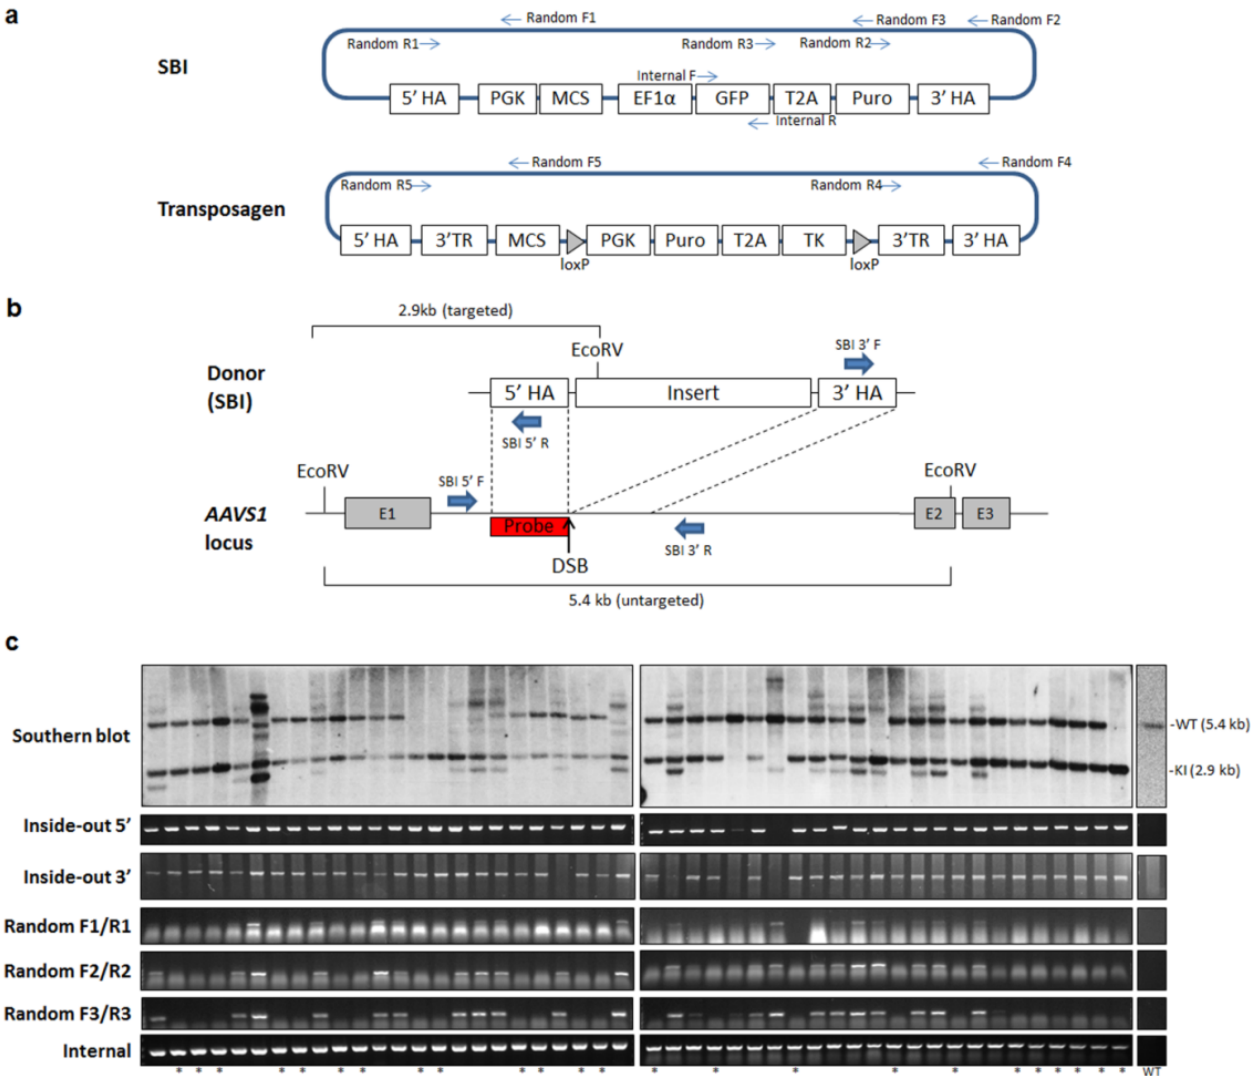 a
Random F1
Random F3
Random F2
Random R1
Random R3
Random R2
SBI
Internal F
5’ HA
PGK
MCS
EF1α
GFP
T2A
Puro
3’ HA
Internal R
Random F5
Random F4
Random R5
Random R4
Transposagen
5’ HA
3’TR
MCS
PGK
Puro
T2A
TK
3’TR
3’ HA
loxP
loxP
b
2.9kb (targeted)
EcoRV
SBI 3’ F
Donor
(SBI)
5’ HA
Insert
3’ HA
SBI 5’ R
EcoRV
SBI 5’ F
EcoRV
AAVS1
locus
E1
E2
E3
Probe
SBI 3’ R
DSB
5.4 kb (untargeted)
c
Southern blot
-WT (5.4 kb)
-KI (2.9 kb)
Inside-out 5’
Inside-out 3’
Random F1/R1
Random F2/R2
Random F3/R3
Internal
* * * * * * * * * * * * * * * * * * * * * * * *
WT